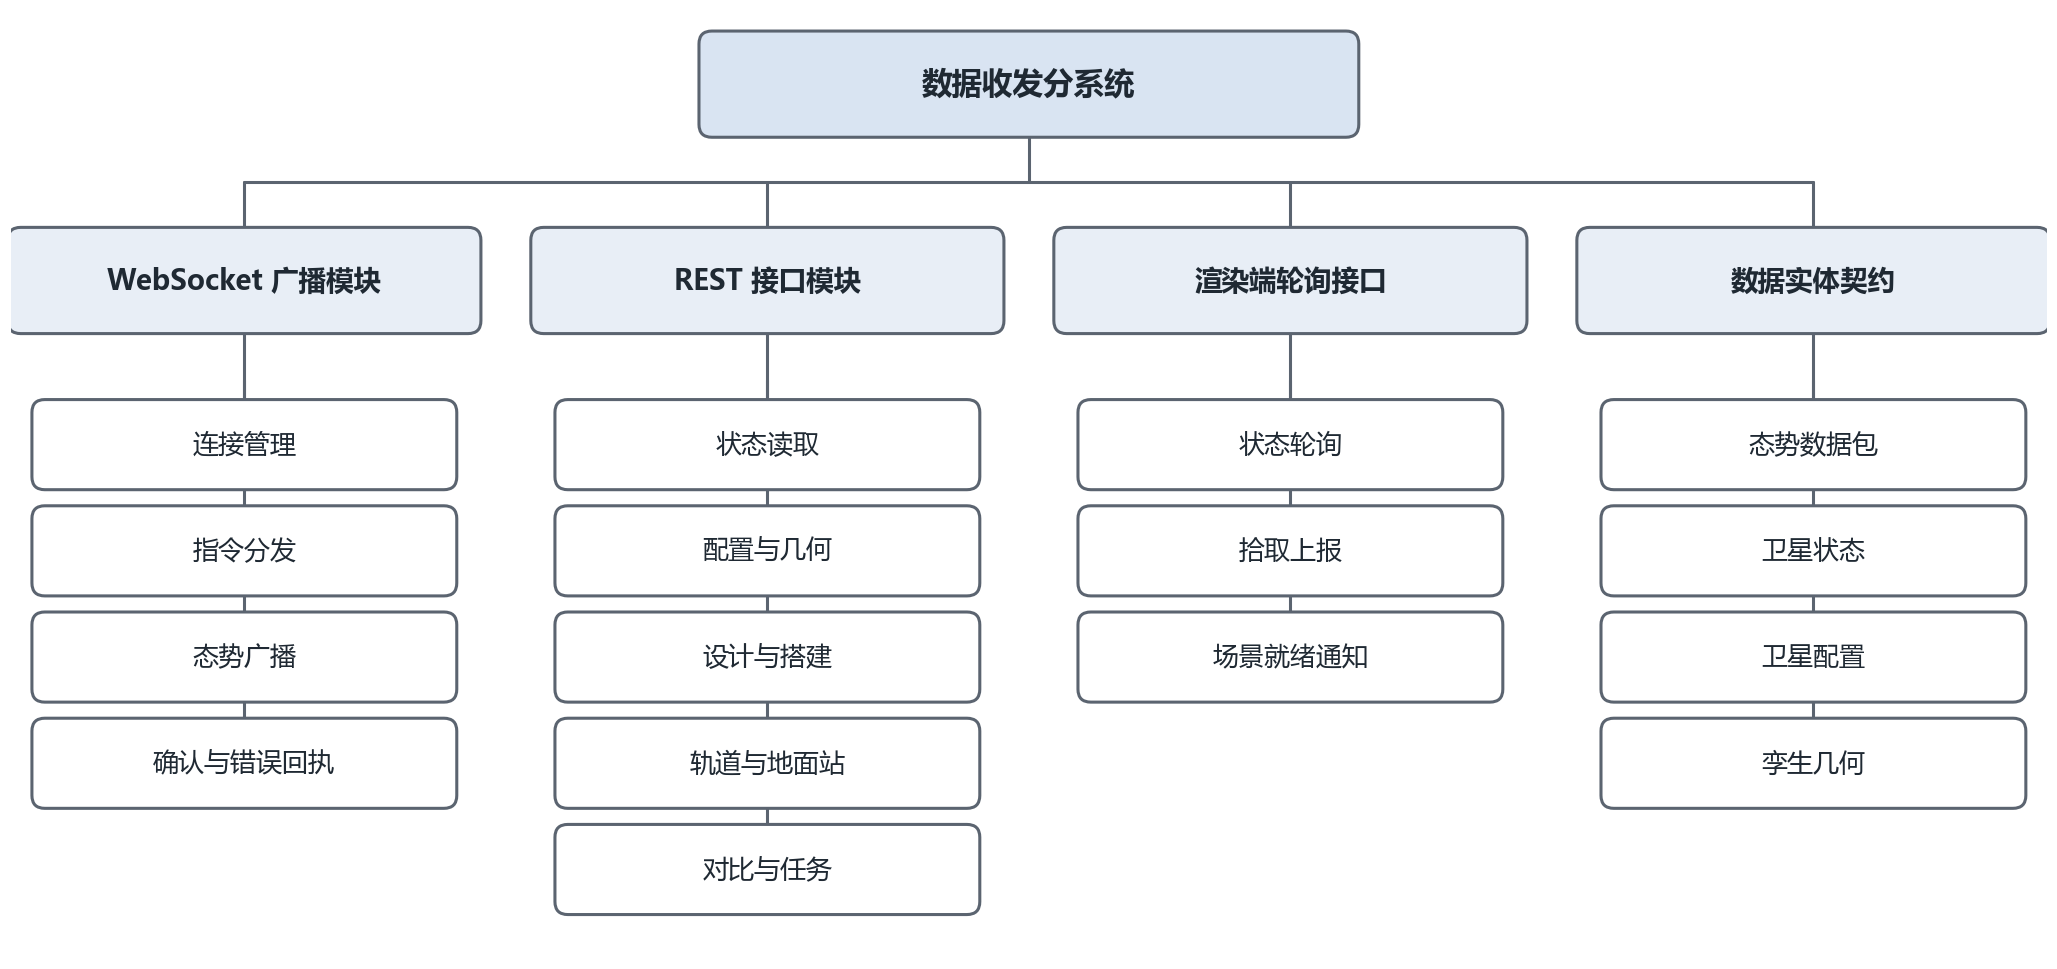 数据收发分系统
WebSocket 广播模块
REST 接口模块
渲染端轮询接口
数据实体契约
连接管理
指令分发
态势广播
确认与错误回执
状态读取
配置与几何
设计与搭建
轨道与地面站
对比与任务
状态轮询
拾取上报
场景就绪通知
态势数据包
卫星状态
卫星配置
孪生几何